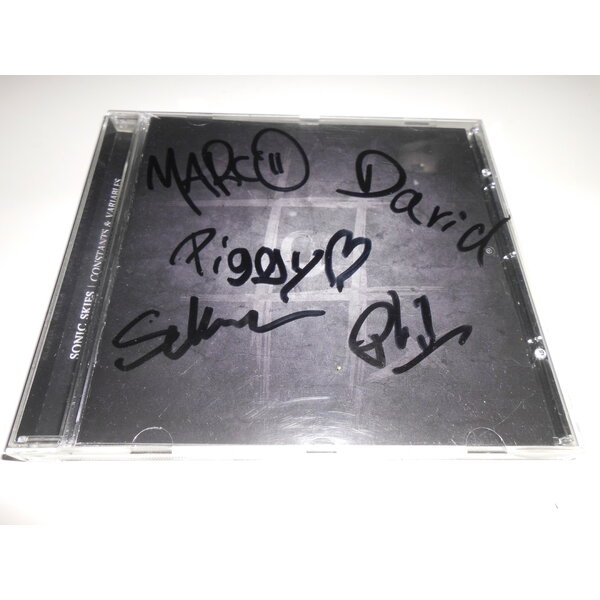 SONIC SKIES | CONSTANTS & VARIABLES
MARCO David
Piggy♡